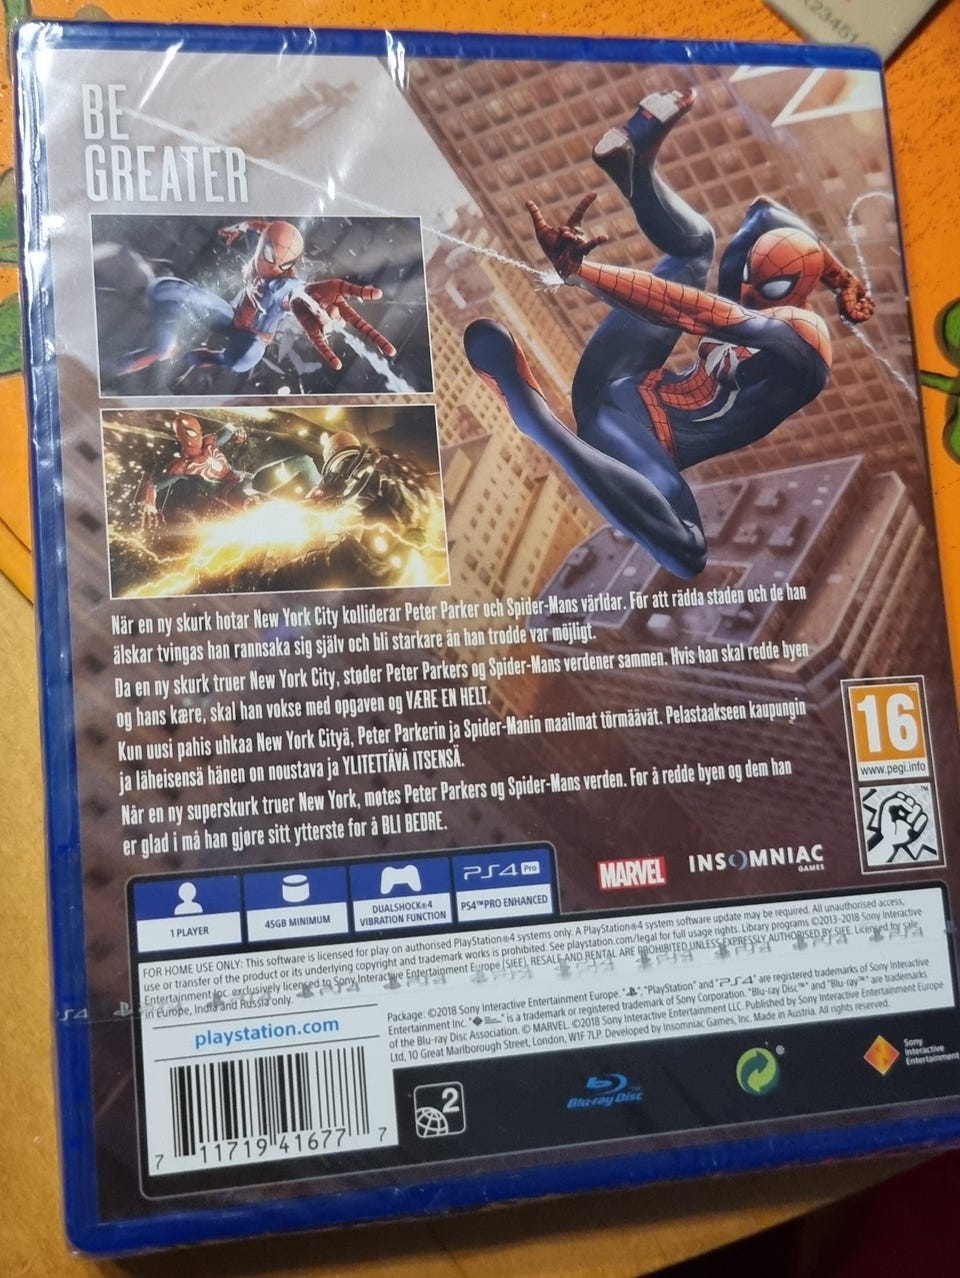 X23451
BE
GREATER
När en ny skurk hotar New York City kolliderar Peter Parker och Spider-Mans världar. För att rädda staden och de han
älskar tvingas han rannsaka sig själv och bli starkare än han trodde var möjligt.
Da en ny skurk truer New York City, støder Peter Parkers og Spider-Mans verdener sammen. Hvis han skal redde byen
og hans kære, skal han vokse med opgaven og VÆRE EN HELT.
Kun uusi pahis uhkaa New York Cityä, Peter Parkerin ja Spider-Manin maailmat törmäävät. Pelastaakseen kaupungin
ja läheisensä hänen on noustava ja YLITETTÄVÄ ITSENSÄ.
Når en ny superskurk truer New York, møtes Peter Parkers og Spider-Mans verden. For å redde byen og dem han
er glad i må han gjøre sitt ytterste for å BLI BEDRE.
16
www.pegi.info
1 PLAYER
45GB MINIMUM
DUALSHOCK®4
VIBRATION FUNCTION
PS4 Pro
PS4™PRO ENHANCED
MARVEL
INSOMNIAC
GAMES
FOR HOME USE ONLY: This software is licensed for play on authorised PlayStation®4 systems only. A PlayStation®4 system software update may be required. All unauthorised access,
use or transfer of the product or its underlying copyright and trademark works is prohibited. See playstation.com/legal for full usage rights. Library programs ©2013-2018 Sony Interactive
Entertainment Inc. exclusively licensed to Sony Interactive Entertainment Europe (SIEE). RESALE AND RENTAL ARE PROHIBITED UNLESS EXPRESSLY AUTHORISED BY SIEE. Licensed for sale
in Europe, India and Russia only.
playstation.com
Package: ©2018 Sony Interactive Entertainment Europe. "PlayStation" and "PS4" are registered trademarks of Sony Interactive
Entertainment Inc. " " is a trademark or registered trademark of Sony Corporation. "Blu-ray Disc™" and "Blu-ray™" are trademarks
of the Blu-ray Disc Association. © MARVEL. ©2018 Sony Interactive Entertainment LLC. Published by Sony Interactive Entertainment Europe
Ltd, 10 Great Marlborough Street, London, W1F 7LP. Developed by Insomniac Games, Inc. Made in Austria. All rights reserved.
7 11719 41677 7
2
Blu-ray Disc
Sony
Interactive
Entertainment